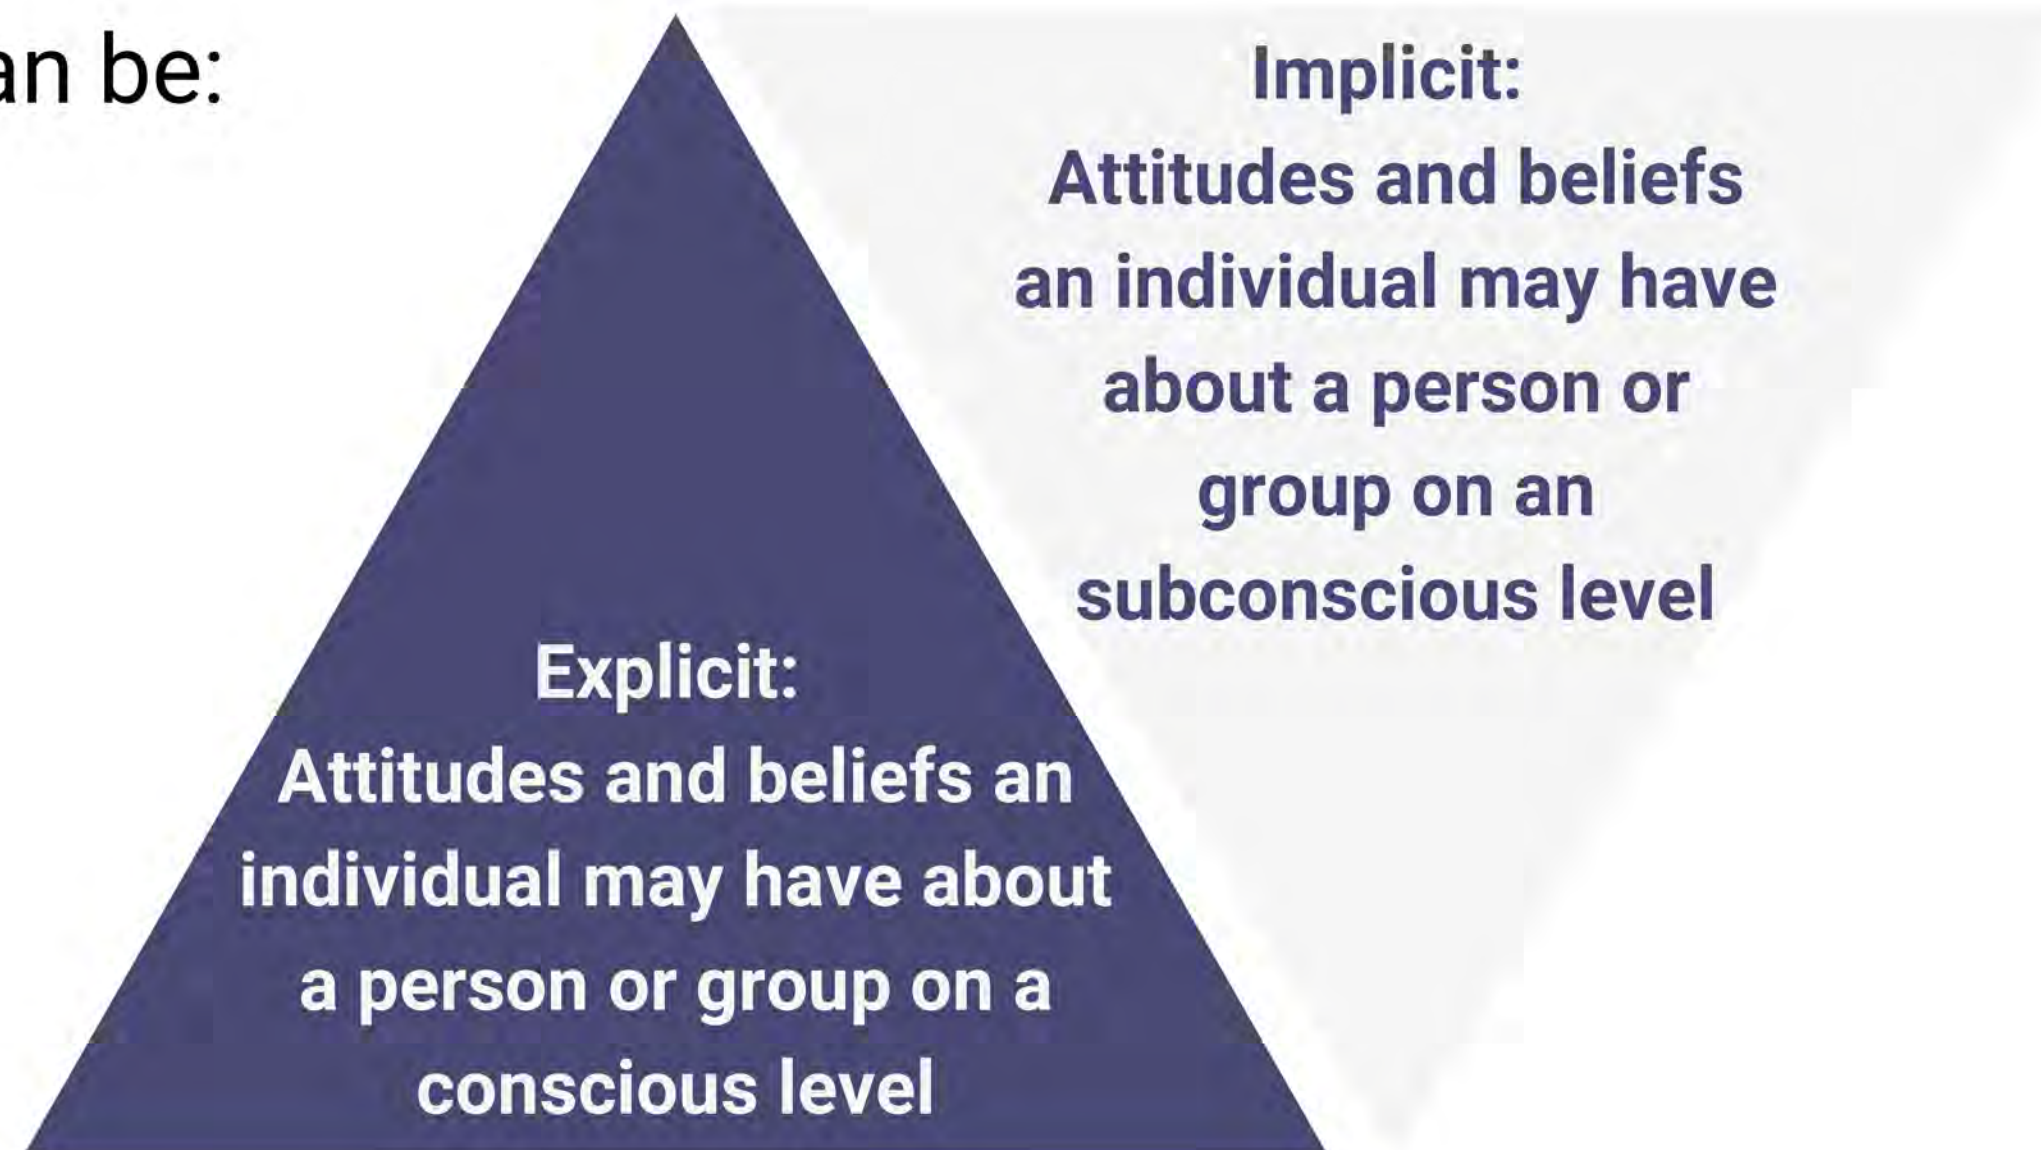 an be:
Implicit:
Attitudes and beliefs
an individual may have
about a person or
group on an
subconscious level
Explicit:
Attitudes and beliefs an
individual may have about
a person or group on a
conscious level